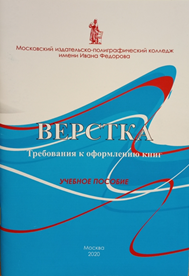 Московский издательско-полиграфический колледж
имени Ивана Федорова
ВЕРСТКА
Требования к оформлению книг
УЧЕБНОЕ ПОСОБИЕ
Москва
2020